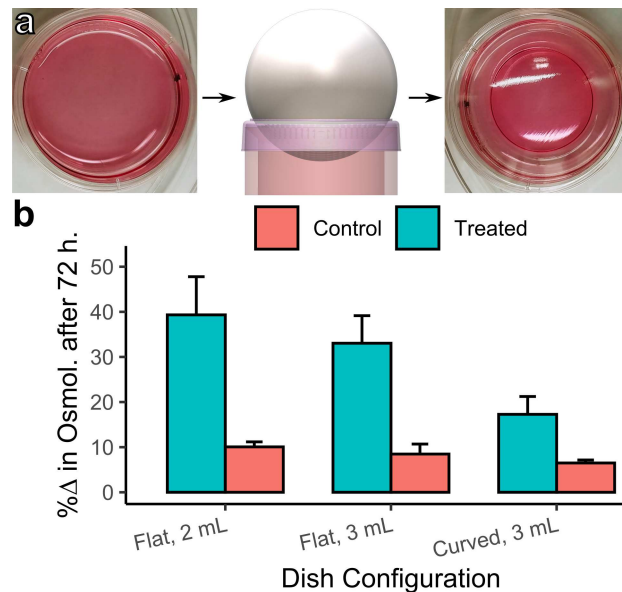 a
b
Control
Treated
%Δ in Osmol. after 72 h.
50
40
30
20
10
0
Flat, 2 mL
Flat, 3 mL
Curved, 3 mL
Dish Configuration